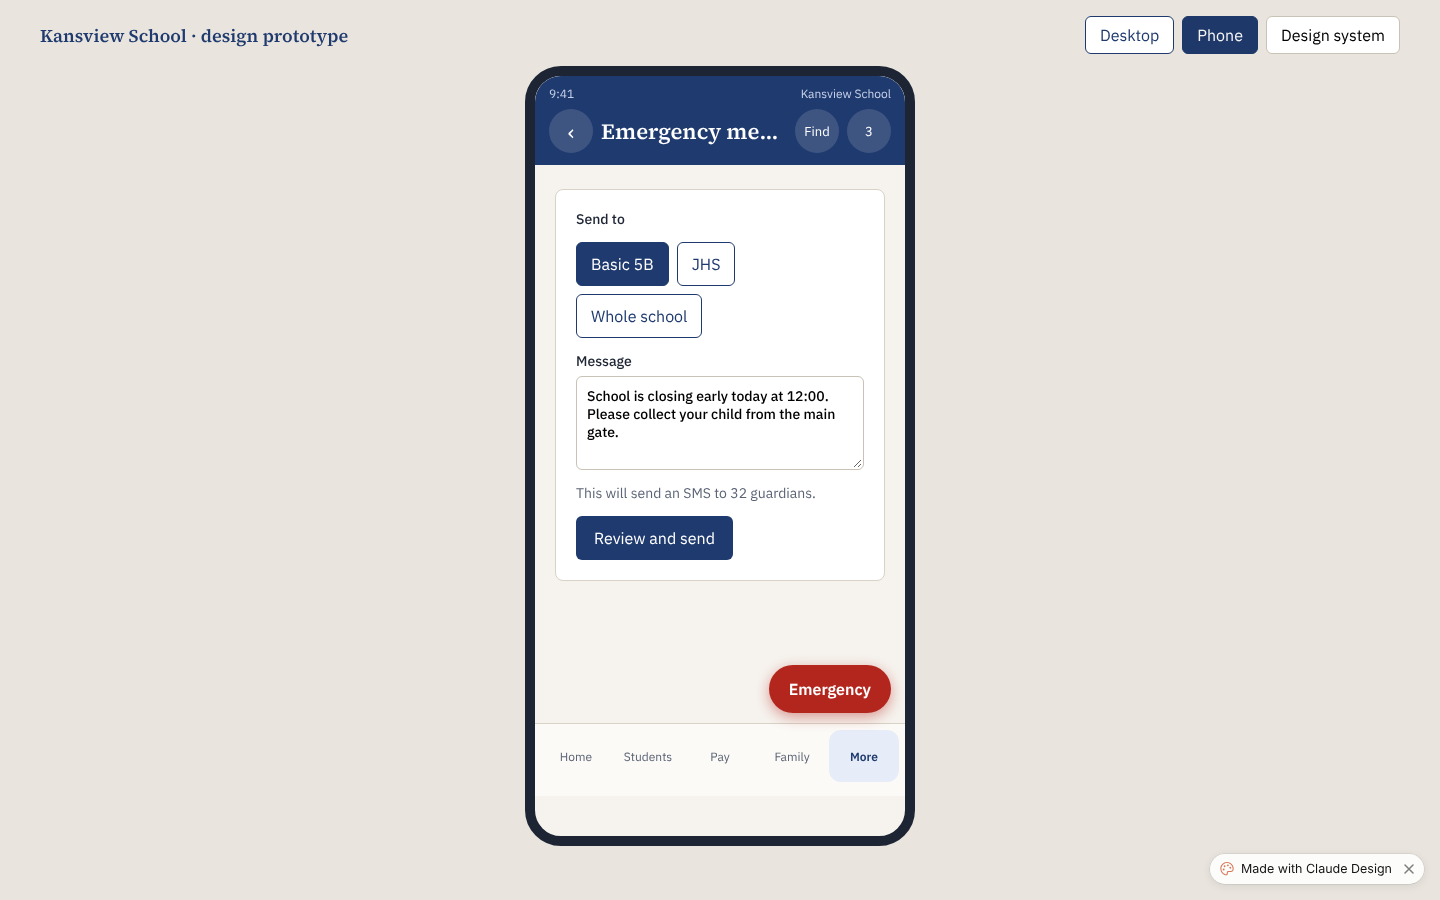 Kansview School · design prototype
Desktop
Phone
Design system
9:41
Kansview School
‹
Emergency me...
Find
3
Send to
Basic 5B
JHS
Whole school
Message
School is closing early today at 12:00.
Please collect your child from the main
gate.
This will send an SMS to 32 guardians.
Review and send
Emergency
Home
Students
Pay
Family
More
Made with Claude Design